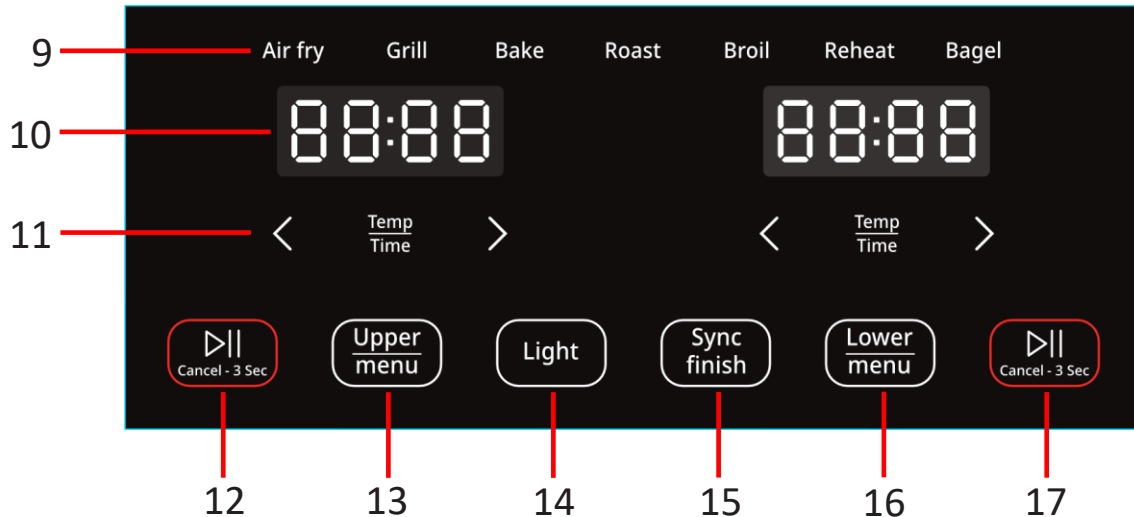 9 Air fry Grill Bake Roast Broil Reheat Bagel
10 88:88 88:88
11 < Temp > < Temp >
Time Time
Upper Light Sync Lower
menu finish menu
Cancel - 3 Sec Cancel - 3 Sec
12 13 14 15 16 17